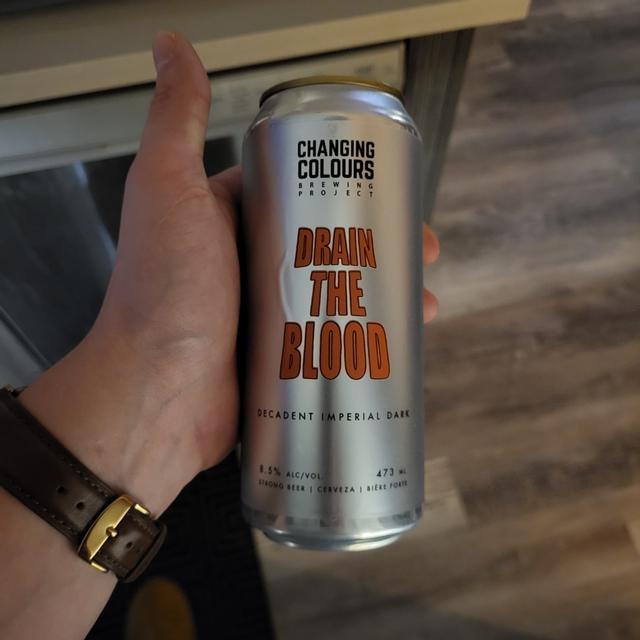 CHANGING
COLOURS
BREWING
PROJECT
DRAIN
THE
BLOOD
DECADENT IMPERIAL DARK
8.5% ALC/VOL. 473 ML
STRONG BEER | CERVEZA | BIÈRE FORTE